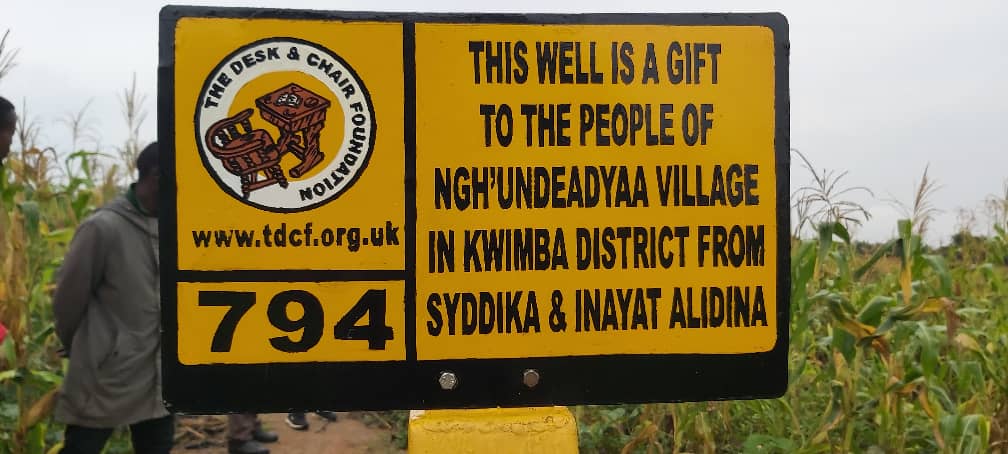 THE DESK & CHAIR FOUNDATION
www.tdcf.org.uk
794
THIS WELL IS A GIFT
TO THE PEOPLE OF
NGH'UNDEADYAA VILLAGE
IN KWIMBA DISTRICT FROM
SYDDIKA & INAYAT ALIDINA